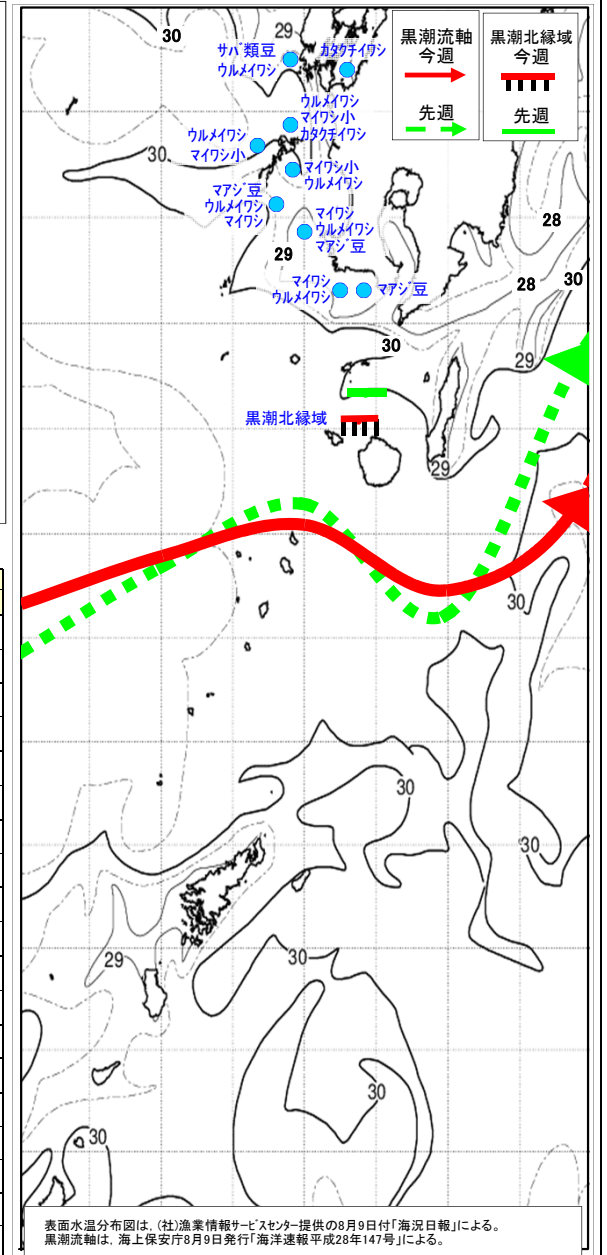 30
29
黒潮流軸
今週
先週
黒潮北縁域
今週
先週
サバ類豆
ウルメイワシ
カタクチイワシ
ウルメイワシ
マイワシ小
カタクチイワシ
ウルメイワシ
マイワシ小
30
マイワシ小
ウルメイワシ
マアジ豆
ウルメイワシ
マイワシ
マイワシ
ウルメイワシ
マアジ豆
28
29
28
30
マイワシ
ウルメイワシ
マアジ豆
30
29
黒潮北縁域
29
30
30
30
29
30
30
30
表面水温分布図は，(社)漁業情報サービスセンター提供の8月9日付「海況日報」による。
黒潮流軸は，海上保安庁8月9日発行「海洋速報平成28年147号」による。